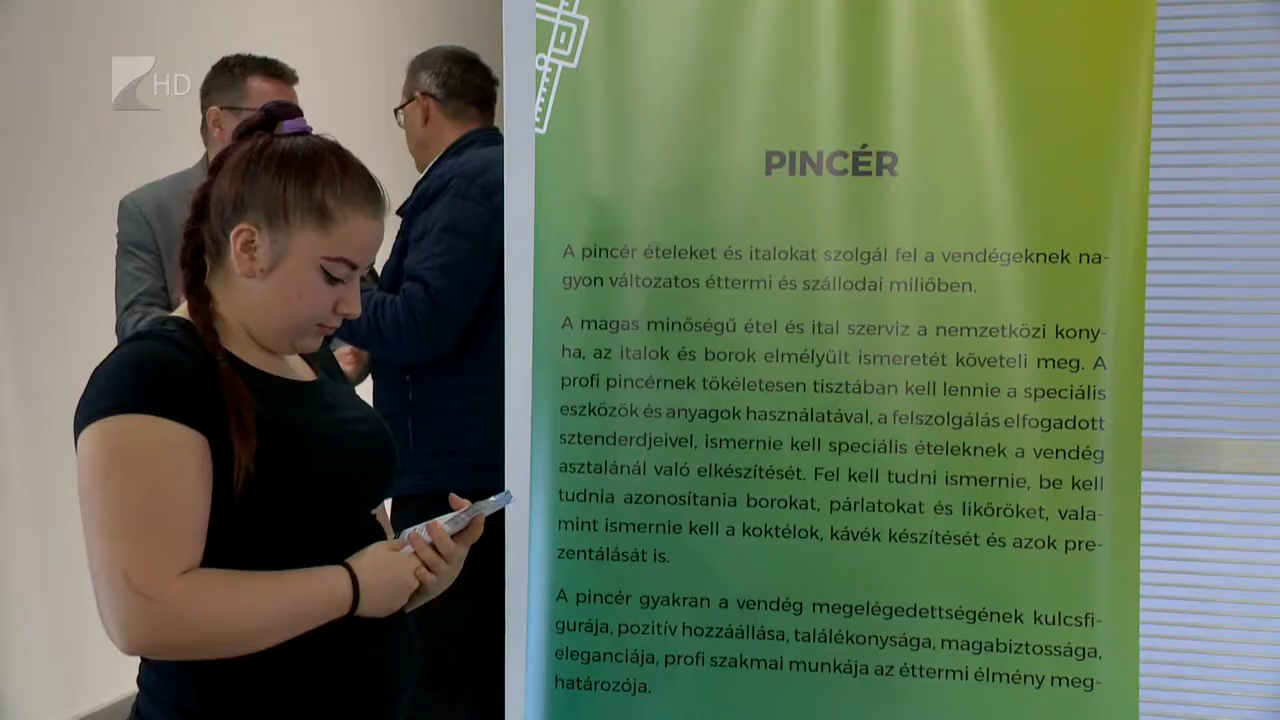 HD
PINCÉR
A pincér ételeket és italokat szolgál fel a vendégeknek na-
gyon változatos éttermi és szállodai miliőben.
A magas minőségű étel és ital szerviz a nemzetközi kony-
ha, az italok és borok elmélyült ismeretét követeli meg. A
profi pincérnek tökéletesen tisztában kell lennie a speciális
eszközök és anyagok használatával, a felszolgálás elfogadott
sztenderdjeivel, ismernie kell speciális ételeknek a vendég
asztalánál való elkészítését. Fel kell tudni ismernie, be kell
tudnia azonosítania borokat, párlatokat és likőröket, vala-
mint ismernie kell a koktélok, kávék készítését és azok pre-
zentálását is.
A pincér gyakran a vendég megelégedettségének kulcsfi-
gurája, pozitív hozzáállása, találékonysága, magabiztossága,
eleganciája, profi szakmai munkája az éttermi élmény meg-
határozója.